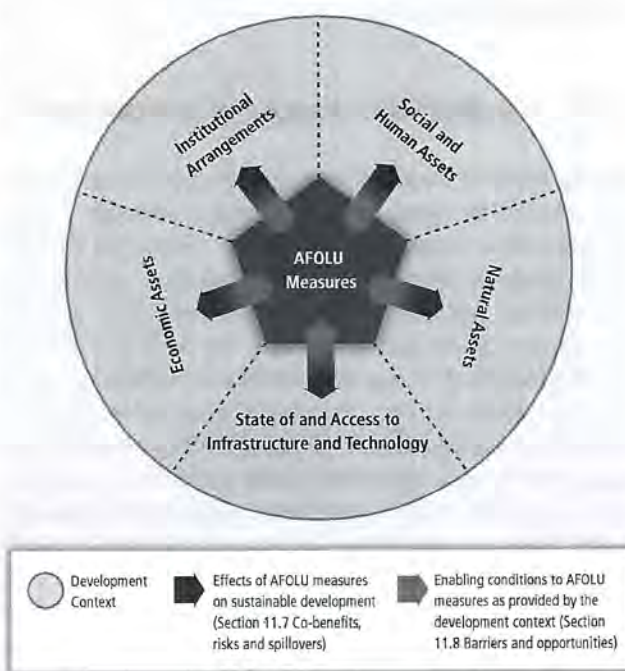 Institutional
Arrangements
Social and
Human Assets
AFOLU
Measures
Economic Assets
Natural Assets
State of and Access to
Infrastructure and Technology
Development
Context
Effects of AFOLU measures
on sustainable development
(Section 11.7 Co-benefits,
risks and spillovers)
Enabling conditions to AFOLU
measures as provided by the
development context (Section
11.8 Barriers and opportunities)